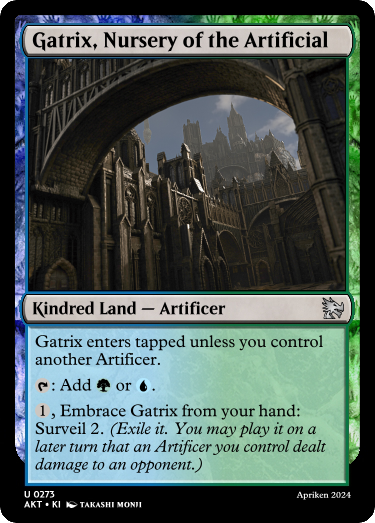 Gatrix, Nursery of the Artificial
Kindred Land — Artificer
Gatrix enters tapped unless you control
another Artificer.
: Add or .
1, Embrace Gatrix from your hand:
Surveil 2. (Exile it. You may play it on a
later turn that an Artificer you control dealt
damage to an opponent.)
U 0273
Apriken 2024
AKT • KI TAKASHI MONJI